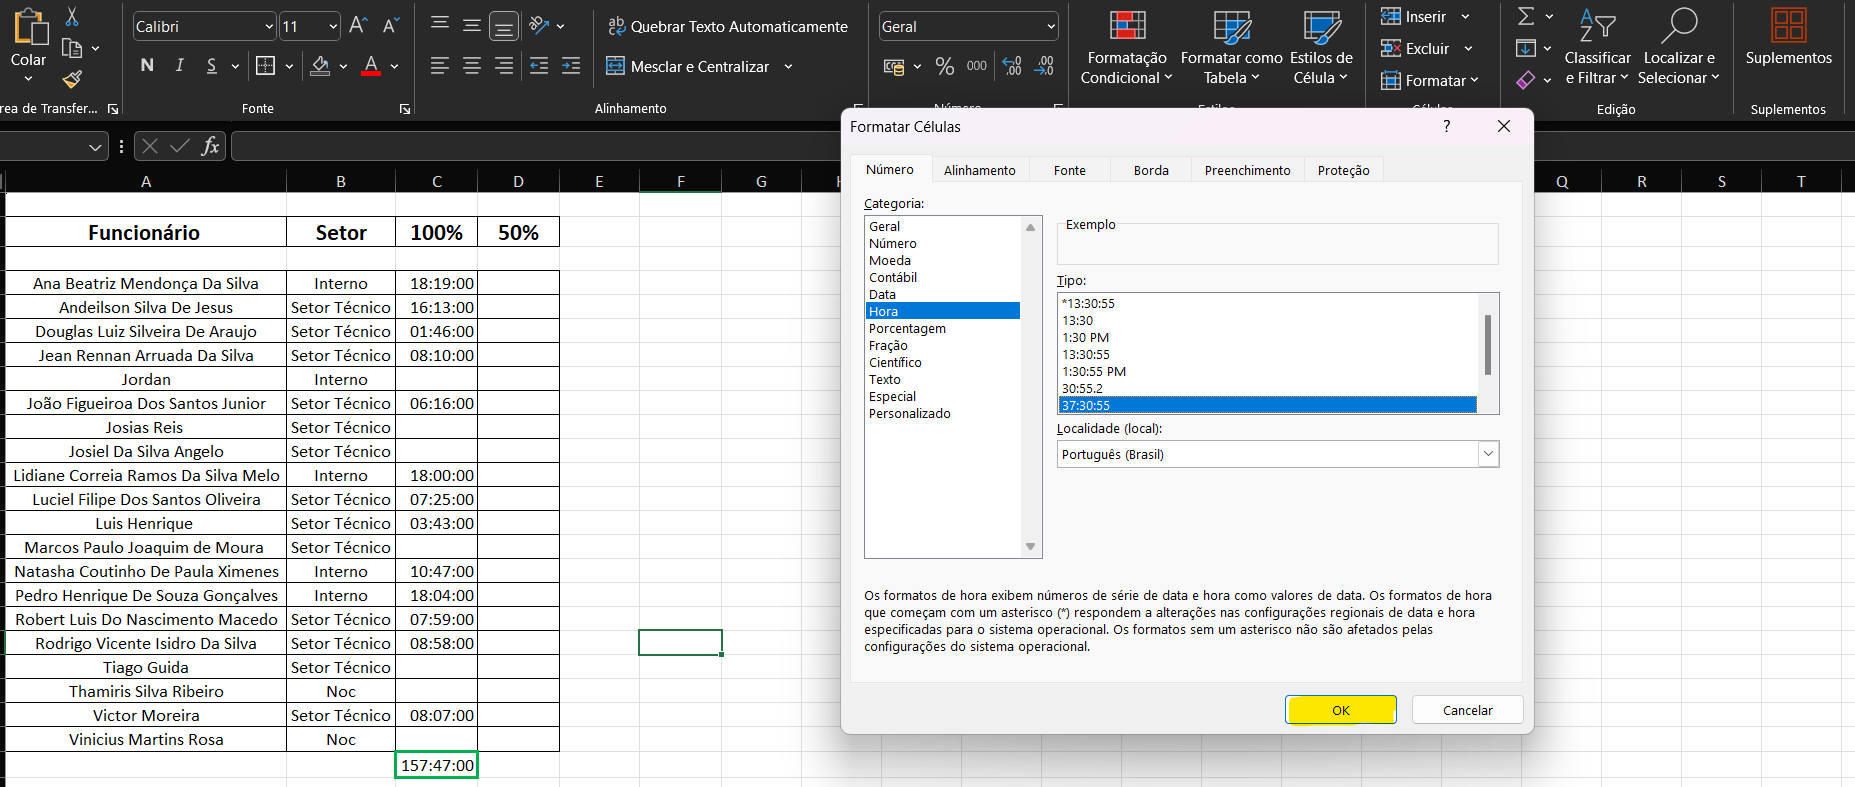 Colar
Calibri
11
Quebrar Texto Automaticamente
Geral
Inserir
Excluir
Formatar
N I S
A
Mesclar e Centralizar
% 000
Formatação Condicional
Formatar como Tabela
Estilos de Célula
Classificar e Filtrar
Localizar e Selecionar
Suplementos
rea de Transfer...
Fonte
Alinhamento
Edição
Suplementos
fx
A B C D E F G Q R S T
Funcionário Setor 100% 50%
Ana Beatriz Mendonça Da Silva Interno 18:19:00
Andeilson Silva De Jesus Setor Técnico 16:13:00
Douglas Luiz Silveira De Araujo Setor Técnico 01:46:00
Jean Rennan Arruada Da Silva Setor Técnico 08:10:00
Jordan Interno
João Figueiroa Dos Santos Junior Setor Técnico 06:16:00
Josias Reis Setor Técnico
Josiel Da Silva Angelo Setor Técnico
Lidiane Correia Ramos Da Silva Melo Interno 18:00:00
Luciel Filipe Dos Santos Oliveira Setor Técnico 07:25:00
Luis Henrique Setor Técnico 03:43:00
Marcos Paulo Joaquim de Moura Setor Técnico
Natasha Coutinho De Paula Ximenes Interno 10:47:00
Pedro Henrique De Souza Gonçalves Interno 18:04:00
Robert Luis Do Nascimento Macedo Setor Técnico 07:59:00
Rodrigo Vicente Isidro Da Silva Setor Técnico 08:58:00
Tiago Guida Setor Técnico
Thamiris Silva Ribeiro Noc
Victor Moreira Setor Técnico 08:07:00
Vinicius Martins Rosa Noc
157:47:00
Formatar Células
?
Número Alinhamento Fonte Borda Preenchimento Proteção
Categoria:
Geral
Número
Moeda
Contábil
Data
Hora
Porcentagem
Fração
Científico
Texto
Especial
Personalizado
Exemplo
Tipo:
*13:30:55
13:30
1:30 PM
13:30:55
1:30:55 PM
30:55.2
37:30:55
Localidade (local):
Português (Brasil)
Os formatos de hora exibem números de série de data e hora como valores de data. Os formatos de hora
que começam com um asterisco (*) respondem a alterações nas configurações regionais de data e hora
especificadas para o sistema operacional. Os formatos sem um asterisco não são afetados pelas
configurações do sistema operacional.
OK
Cancelar